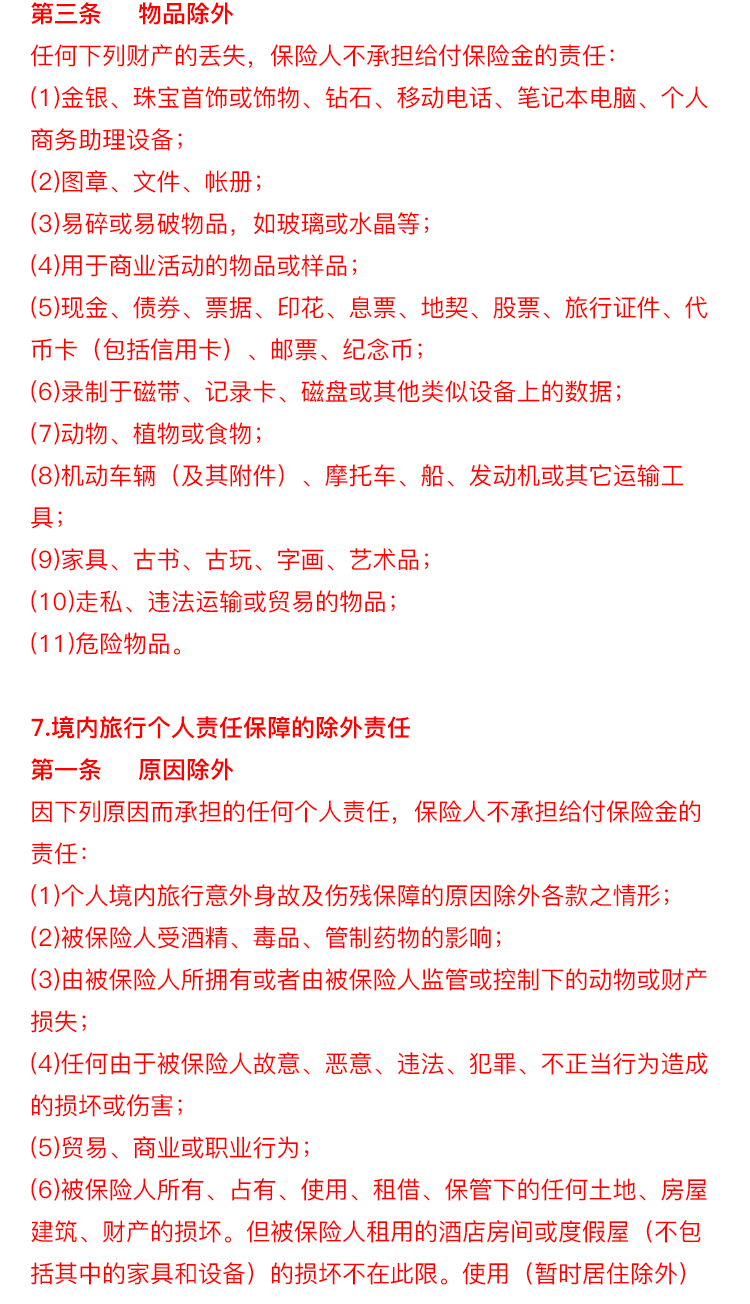 第三条　物品除外
任何下列财产的丢失，保险人不承担给付保险金的责任：
(1)金银、珠宝首饰或饰物、钻石、移动电话、笔记本电脑、个人
商务助理设备；
(2)图章、文件、帐册；
(3)易碎或易破物品，如玻璃或水晶等；
(4)用于商业活动的物品或样品；
(5)现金、债券、票据、印花、息票、地契、股票、旅行证件、代
币卡（包括信用卡）、邮票、纪念币；
(6)录制于磁带、记录卡、磁盘或其他类似设备上的数据；
(7)动物、植物或食物；
(8)机动车辆（及其附件）、摩托车、船、发动机或其它运输工
具；
(9)家具、古书、古玩、字画、艺术品；
(10)走私、违法运输或贸易的物品；
(11)危险物品。
7.境内旅行个人责任保障的除外责任
第一条　原因除外
因下列原因而承担的任何个人责任，保险人不承担给付保险金的
责任：
(1)个人境内旅行意外身故及伤残保障的原因除外各款之情形；
(2)被保险人受酒精、毒品、管制药物的影响；
(3)由被保险人所拥有或者由被保险人监管或控制下的动物或财产
损失；
(4)任何由于被保险人故意、恶意、违法、犯罪、不正当行为造成
的损坏或伤害；
(5)贸易、商业或职业行为；
(6)被保险人所有、占有、使用、租借、保管下的任何土地、房屋
建筑、财产的损坏。但被保险人租用的酒店房间或度假屋（不包
括其中的家具和设备）的损坏不在此限。使用（暂时居住除外）